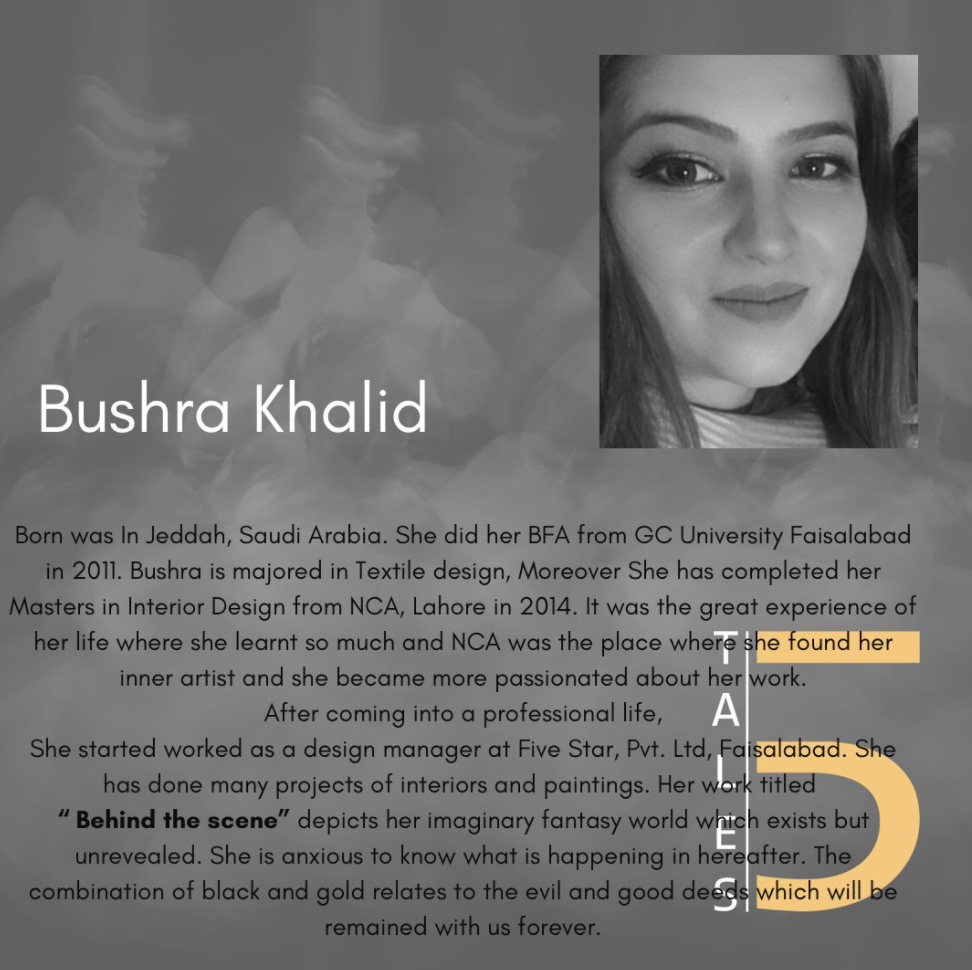 Bushra Khalid
Born was In Jeddah, Saudi Arabia. She did her BFA from GC University Faisalabad
in 2011. Bushra is majored in Textile design, Moreover She has completed her
Masters in Interior Design from NCA, Lahore in 2014. It was the great experience of
her life where she learnt so much and NCA was the place where she found her
inner artist and she became more passionated about her work.
After coming into a professional life,
She started worked as a design manager at Five Star, Pvt. Ltd, Faisalabad. She
has done many projects of interiors and paintings. Her work titled
“ Behind the scene” depicts her imaginary fantasy world which exists but
unrevealed. She is anxious to know what is happening in hereafter. The
combination of black and gold relates to the evil and good deeds which will be
remained with us forever.
TALES
5